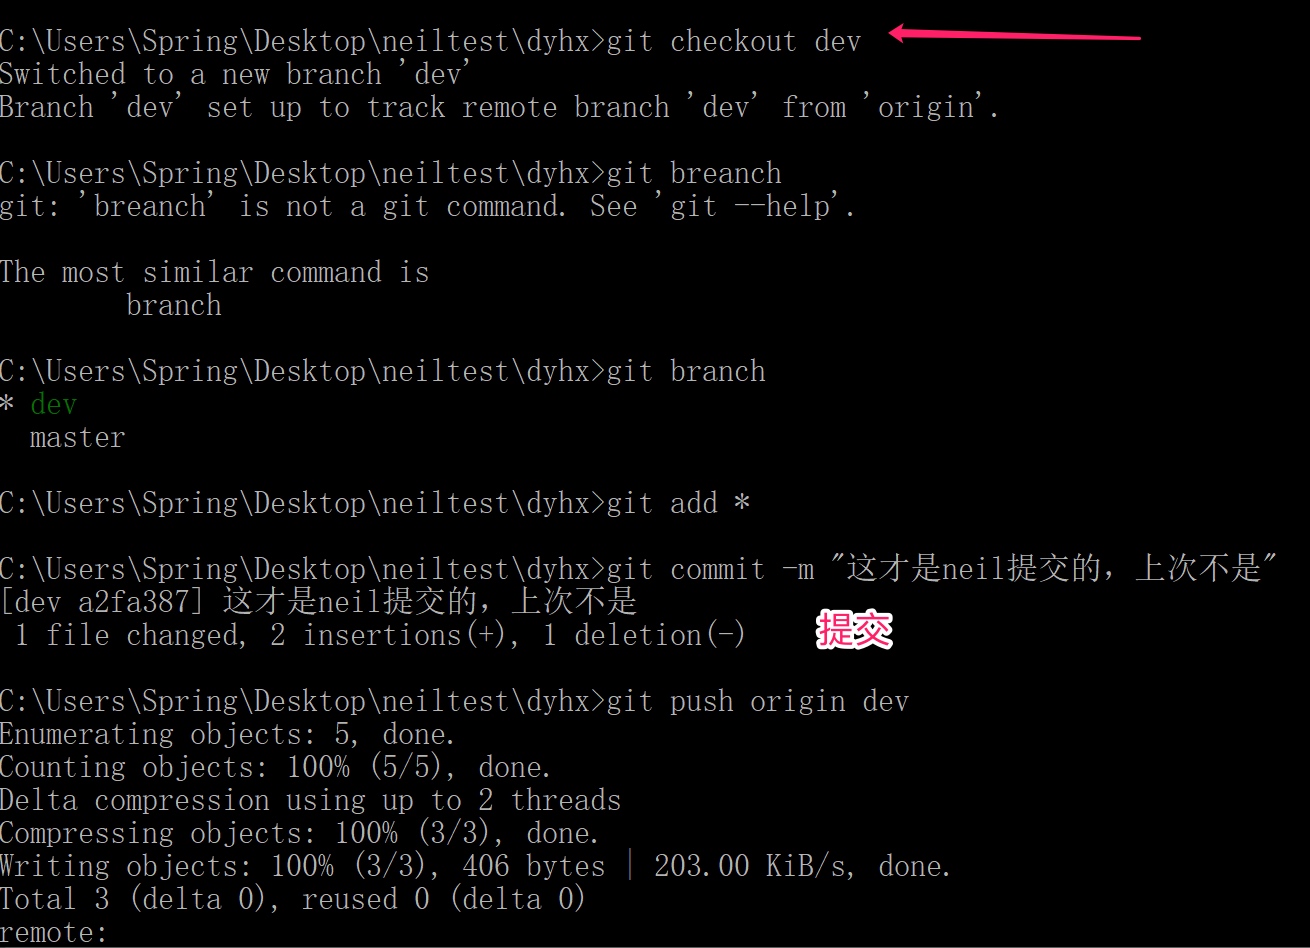 C:\Users\Spring\Desktop\neiltest\dyhx>git checkout dev
Switched to a new branch 'dev'
Branch 'dev' set up to track remote branch 'dev' from 'origin'.
C:\Users\Spring\Desktop\neiltest\dyhx>git breanch
git: 'breanch' is not a git command. See 'git --help'.
The most similar command is
branch
C:\Users\Spring\Desktop\neiltest\dyhx>git branch
* dev
master
C:\Users\Spring\Desktop\neiltest\dyhx>git add *
C:\Users\Spring\Desktop\neiltest\dyhx>git commit -m "这才是neil提交的，上次不是"
[dev a2fa387] 这才是neil提交的，上次不是
1 file changed, 2 insertions(+), 1 deletion(-)
提交
C:\Users\Spring\Desktop\neiltest\dyhx>git push origin dev
Enumerating objects: 5, done.
Counting objects: 100% (5/5), done.
Delta compression using up to 2 threads
Compressing objects: 100% (3/3), done.
Writing objects: 100% (3/3), 406 bytes | 203.00 KiB/s, done.
Total 3 (delta 0), reused 0 (delta 0)
remote: